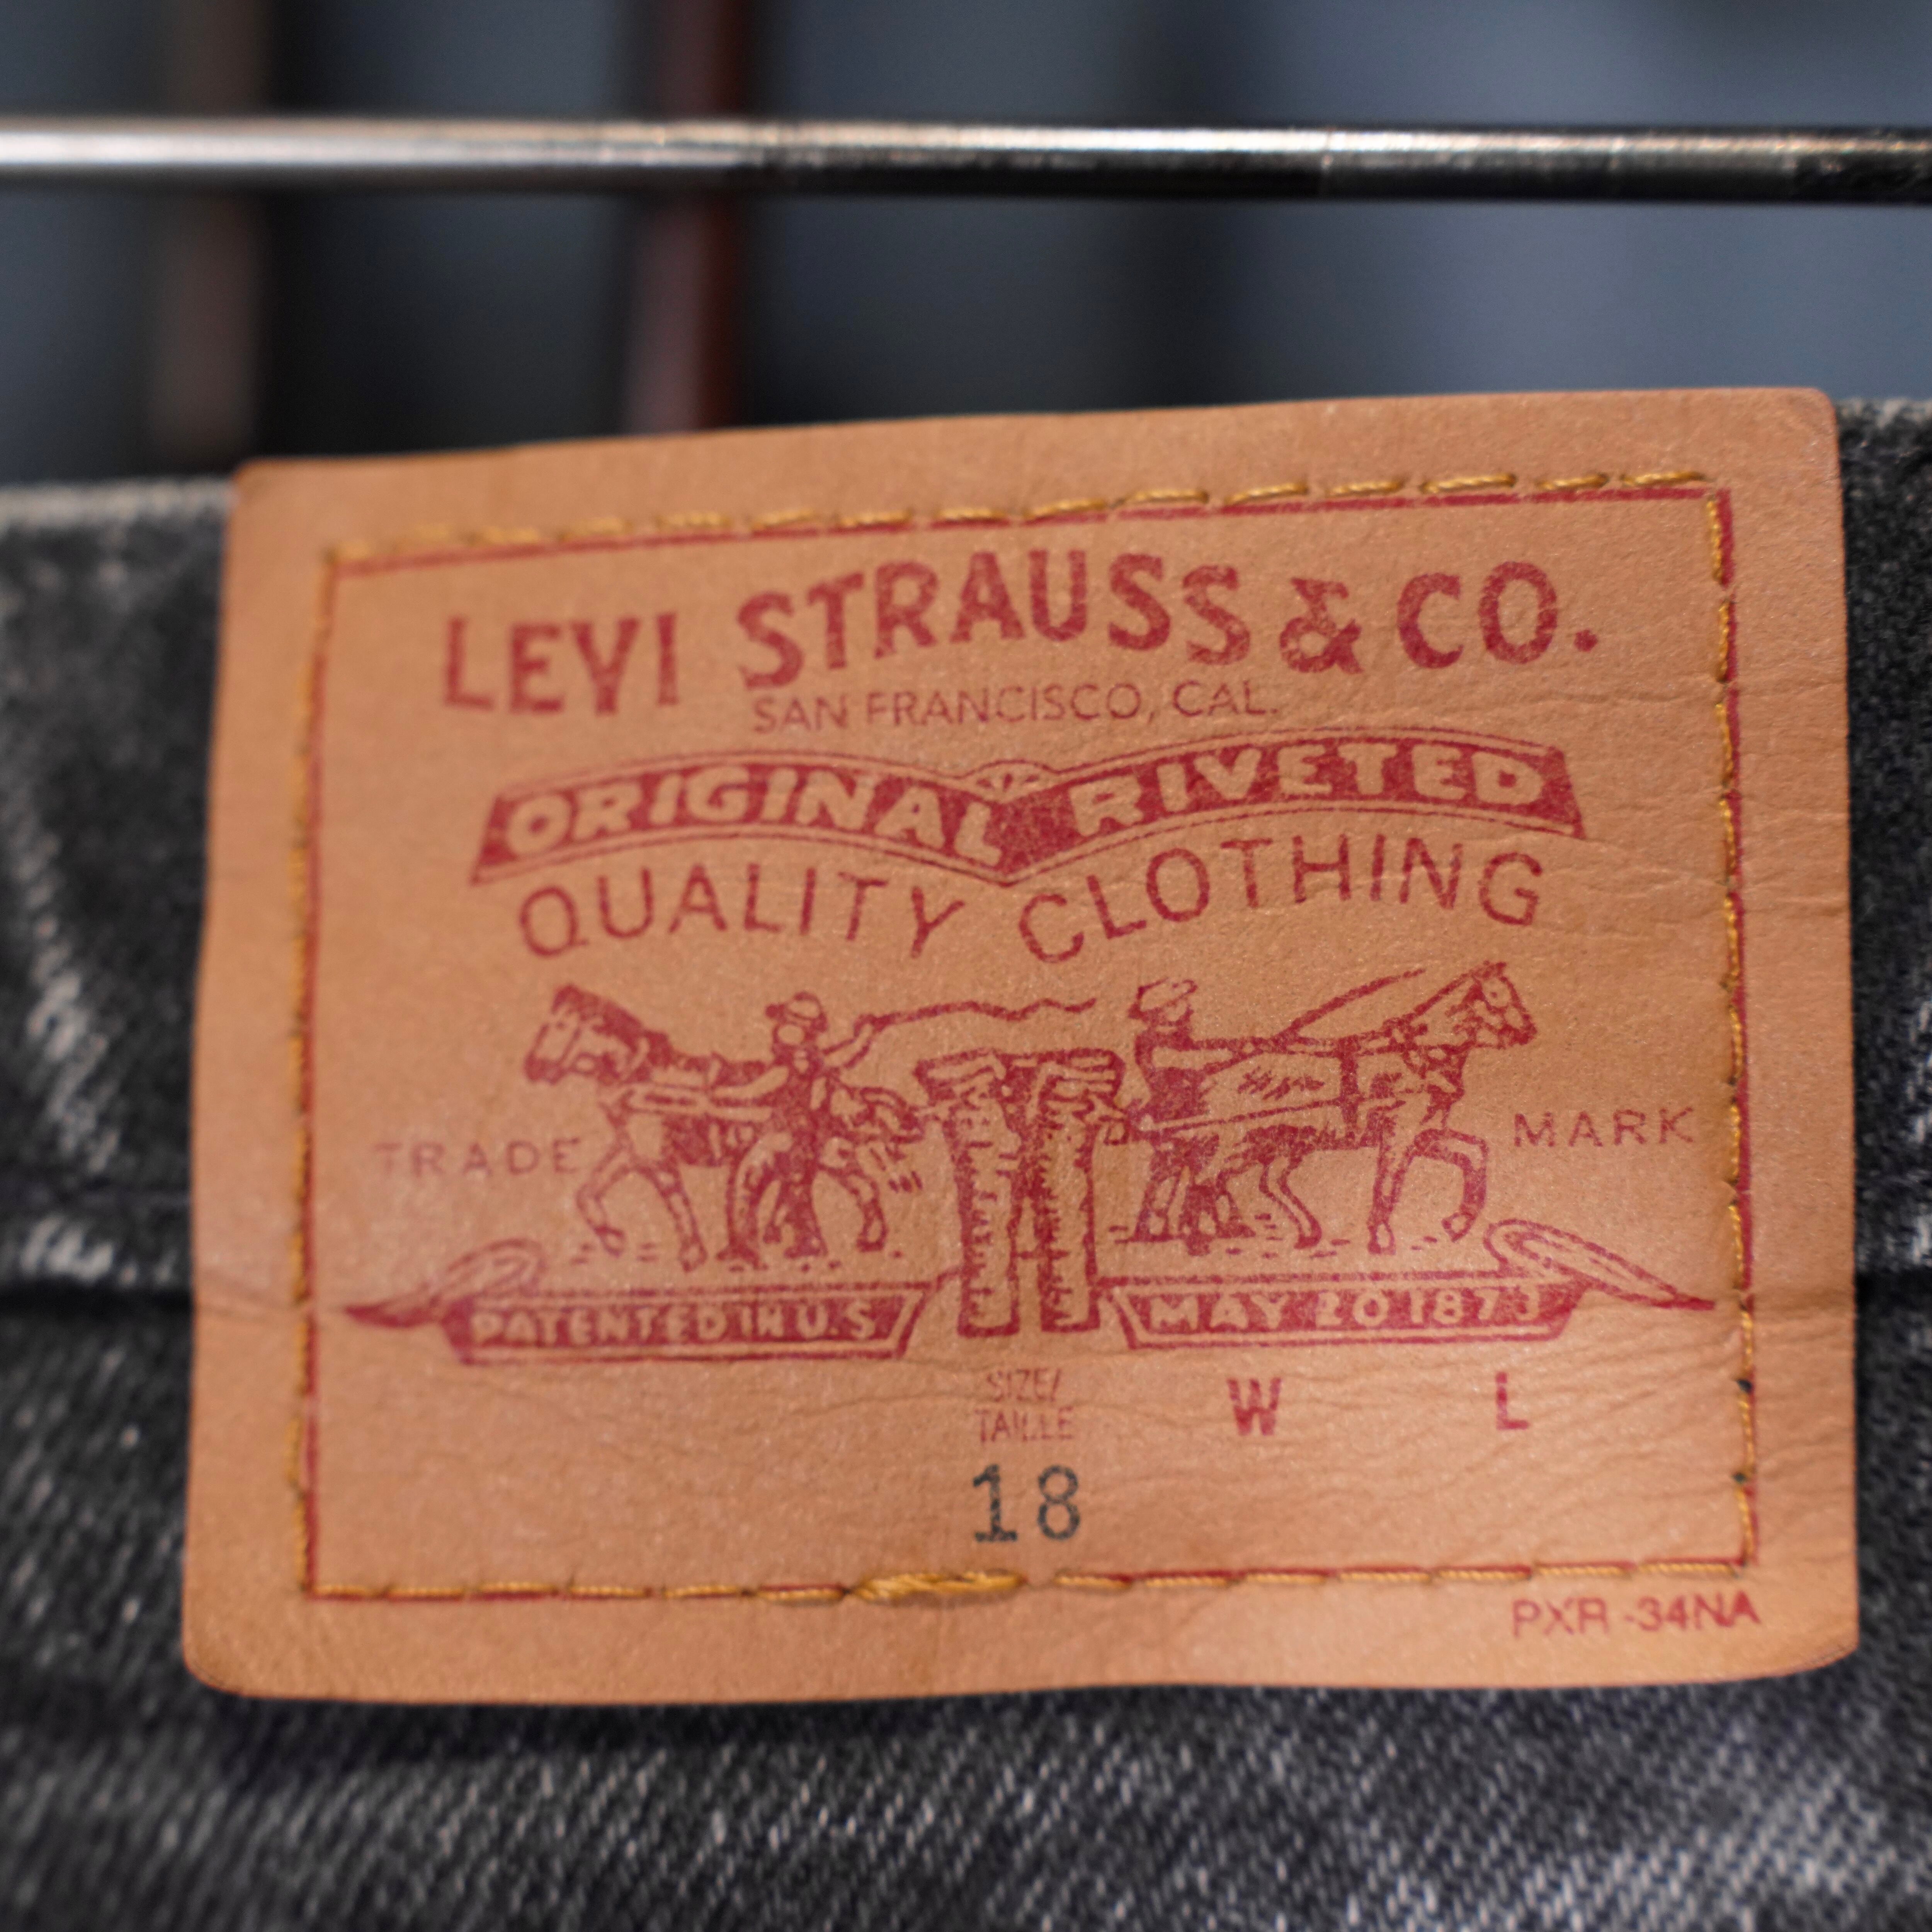 LEVI STRAUSS & CO.
SAN FRANCISCO, CAL.
ORIGINAL RIVETED
QUALITY CLOTHING
TRADE MARK
PATENTED IN U.S. MAY 20 1873
SIZE/ W L
TAILLE
18
PXR-34NA